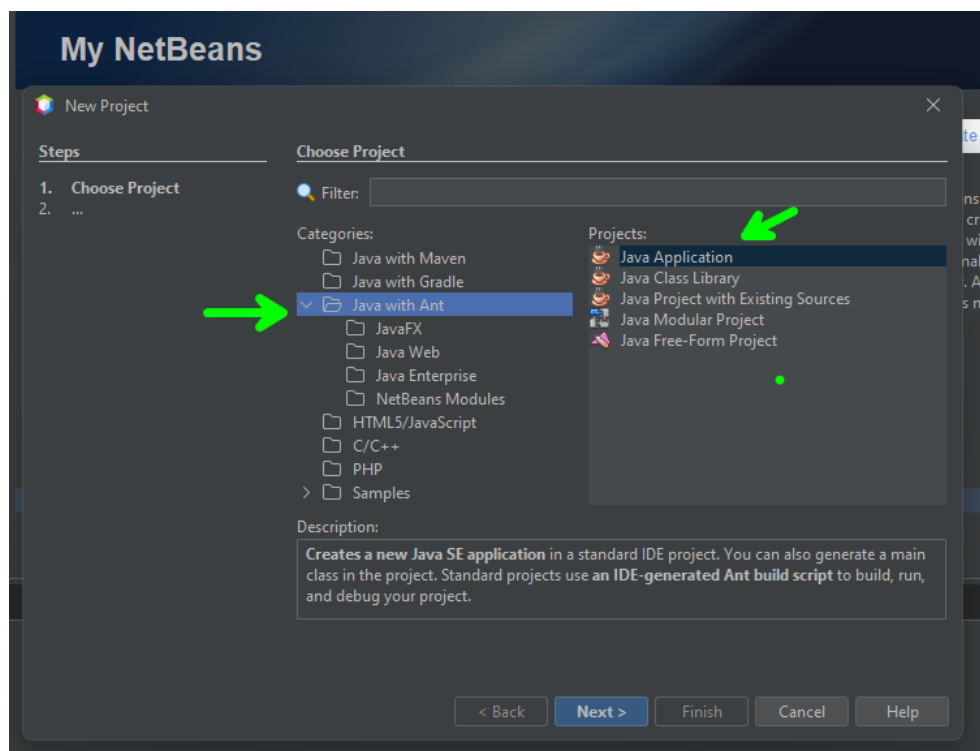 My NetBeans
New Project
Steps
1. Choose Project
2. ...
Choose Project
Filter:
Categories:
Java with Maven
Java with Gradle
Java with Ant
JavaFX
Java Web
Java Enterprise
NetBeans Modules
HTML5/JavaScript
C/C++
PHP
Samples
Projects:
Java Application
Java Class Library
Java Project with Existing Sources
Java Modular Project
Java Free-Form Project
Description:
Creates a new Java SE application in a standard IDE project. You can also generate a main
class in the project. Standard projects use an IDE-generated Ant build script to build, run,
and debug your project.
< Back
Next >
Finish
Cancel
Help